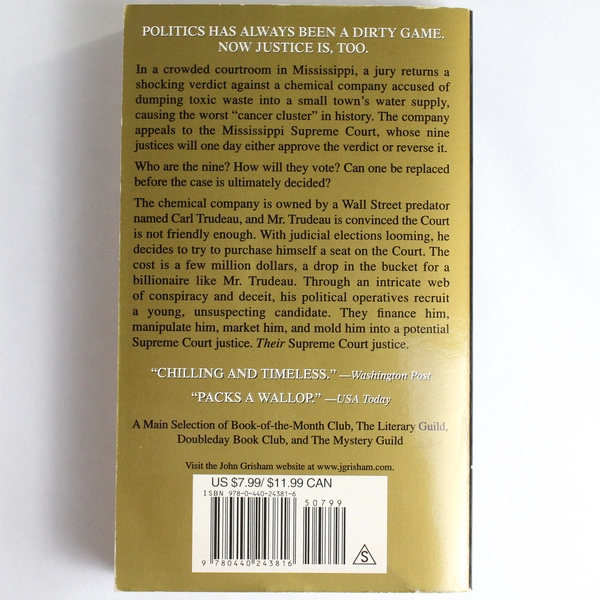 POLITICS HAS ALWAYS BEEN A DIRTY GAME.
NOW JUSTICE IS, TOO.
In a crowded courtroom in Mississippi, a jury returns a
shocking verdict against a chemical company accused of
dumping toxic waste into a small town's water supply,
causing the worst “cancer cluster” in history. The company
appeals to the Mississippi Supreme Court, whose nine
justices will one day either approve the verdict or reverse it.
Who are the nine? How will they vote? Can one be replaced
before the case is ultimately decided?
The chemical company is owned by a Wall Street predator
named Carl Trudeau, and Mr. Trudeau is convinced the Court
is not friendly enough. With judicial elections looming, he
decides to try to purchase himself a seat on the Court. The
cost is a few million dollars, a drop in the bucket for a
billionaire like Mr. Trudeau. Through an intricate web
of conspiracy and deceit, his political operatives recruit
a young, unsuspecting candidate. They finance him,
manipulate him, market him, and mold him into a potential
Supreme Court justice. Their Supreme Court justice.
“CHILLING AND TIMELESS.” —Washington Post
“PACKS A WALLOP.” —USA Today
A Main Selection of Book-of-the-Month Club, The Literary Guild,
Doubleday Book Club, and The Mystery Guild
Visit the John Grisham website at www.jgrisham.com.
US $7.99/ $11.99 CAN
ISBN 978-0-440-24381-6
50799
9 780440 243816
S